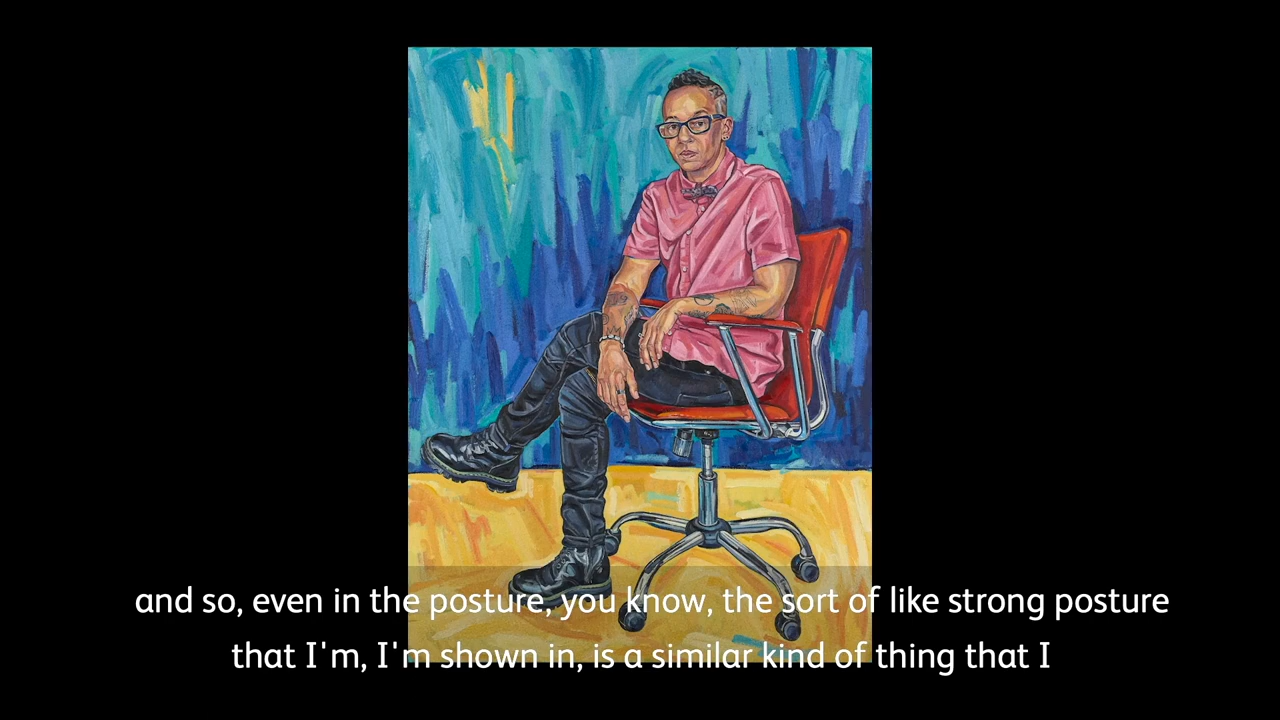 and so, even in the posture, you know, the sort of like strong posture
that I'm, I'm shown in, is a similar kind of thing that I